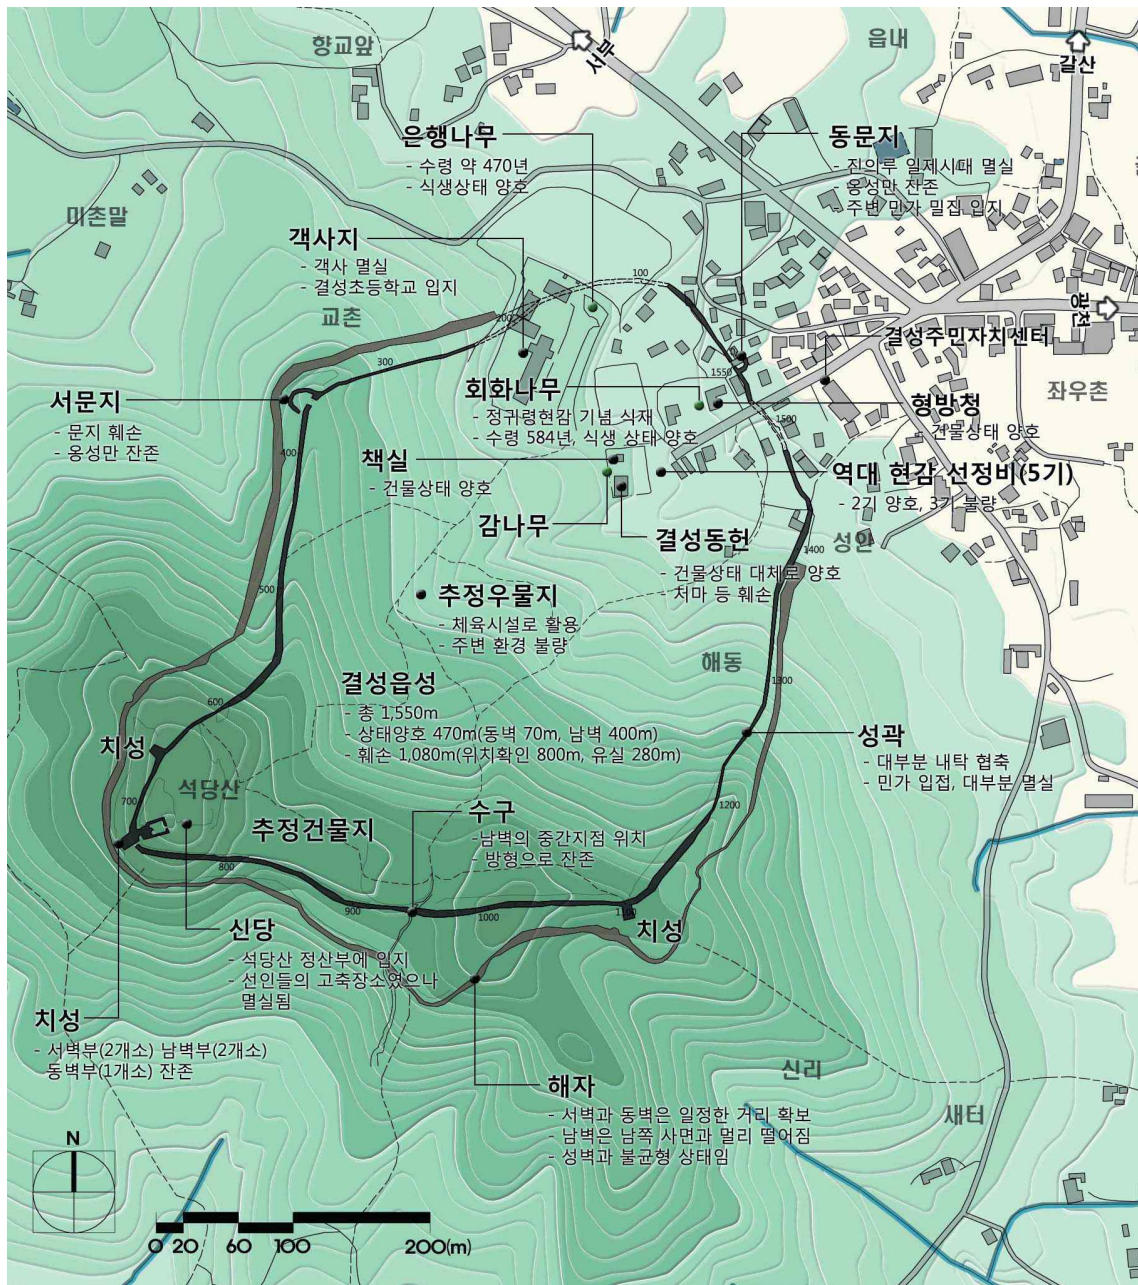 향교앞
서부
읍내
갈산
은행나무
- 수령 약 470년
- 식생상태 양호
동문지
- 진의루 일제시대 멸실
- 옹성만 잔존
- 주변 민가 밀집 입지
미촌말
객사지
- 객사 멸실
- 결성초등학교 입지
교촌
100
200
300
광천
결성주민자치센터
1550
좌우촌
서문지
- 문지 훼손
- 옹성만 잔존
회화나무
- 정귀령현감 기념 식재
- 수령 584년, 식생 상태 양호
형방청
- 건물상태 양호
1500
400
책실
- 건물상태 양호
역대 현감 선정비(5기)
- 2기 양호, 3기 불량
감나무
결성동헌
- 건물상태 대체로 양호
- 처마 등 훼손
성안
1400
500
추정우물지
- 체육시설로 활용
- 주변 환경 불량
해동
1300
결성읍성
- 총 1,550m
- 상태양호 470m(동벽 70m, 남벽 400m)
- 훼손 1,080m(위치확인 800m, 유실 280m)
600
치성
성곽
- 대부분 내탁 협축
- 민가 입접, 대부분 멸실
석당산
700
1200
추정건물지
수구
-남벽의 중간지점 위치
- 방형으로 잔존
800
900
1000
1100
치성
신당
- 석당산 정산부에 입지
- 선인들의 고축장소였으나
멸실됨
치성
- 서벽부(2개소) 남벽부(2개소)
동벽부(1개소) 잔존
해자
- 서벽과 동벽은 일정한 거리 확보
- 남벽은 남쪽 사면과 멀리 떨어짐
- 성벽과 불균형 상태임
신리
새터
N
0 20 60 100 200(m)